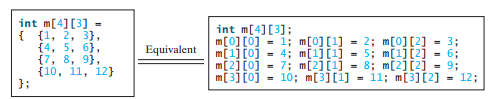 int m[4][3] =
{ {1, 2, 3},
{4, 5, 6},
{7, 8, 9},
{10, 11, 12}
};
Equivalent
int m[4][3];
m[0][0] = 1; m[0][1] = 2; m[0][2] = 3;
m[1][0] = 4; m[1][1] = 5; m[1][2] = 6;
m[2][0] = 7; m[2][1] = 8; m[2][2] = 9;
m[3][0] = 10; m[3][1] = 11; m[3][2] = 12;